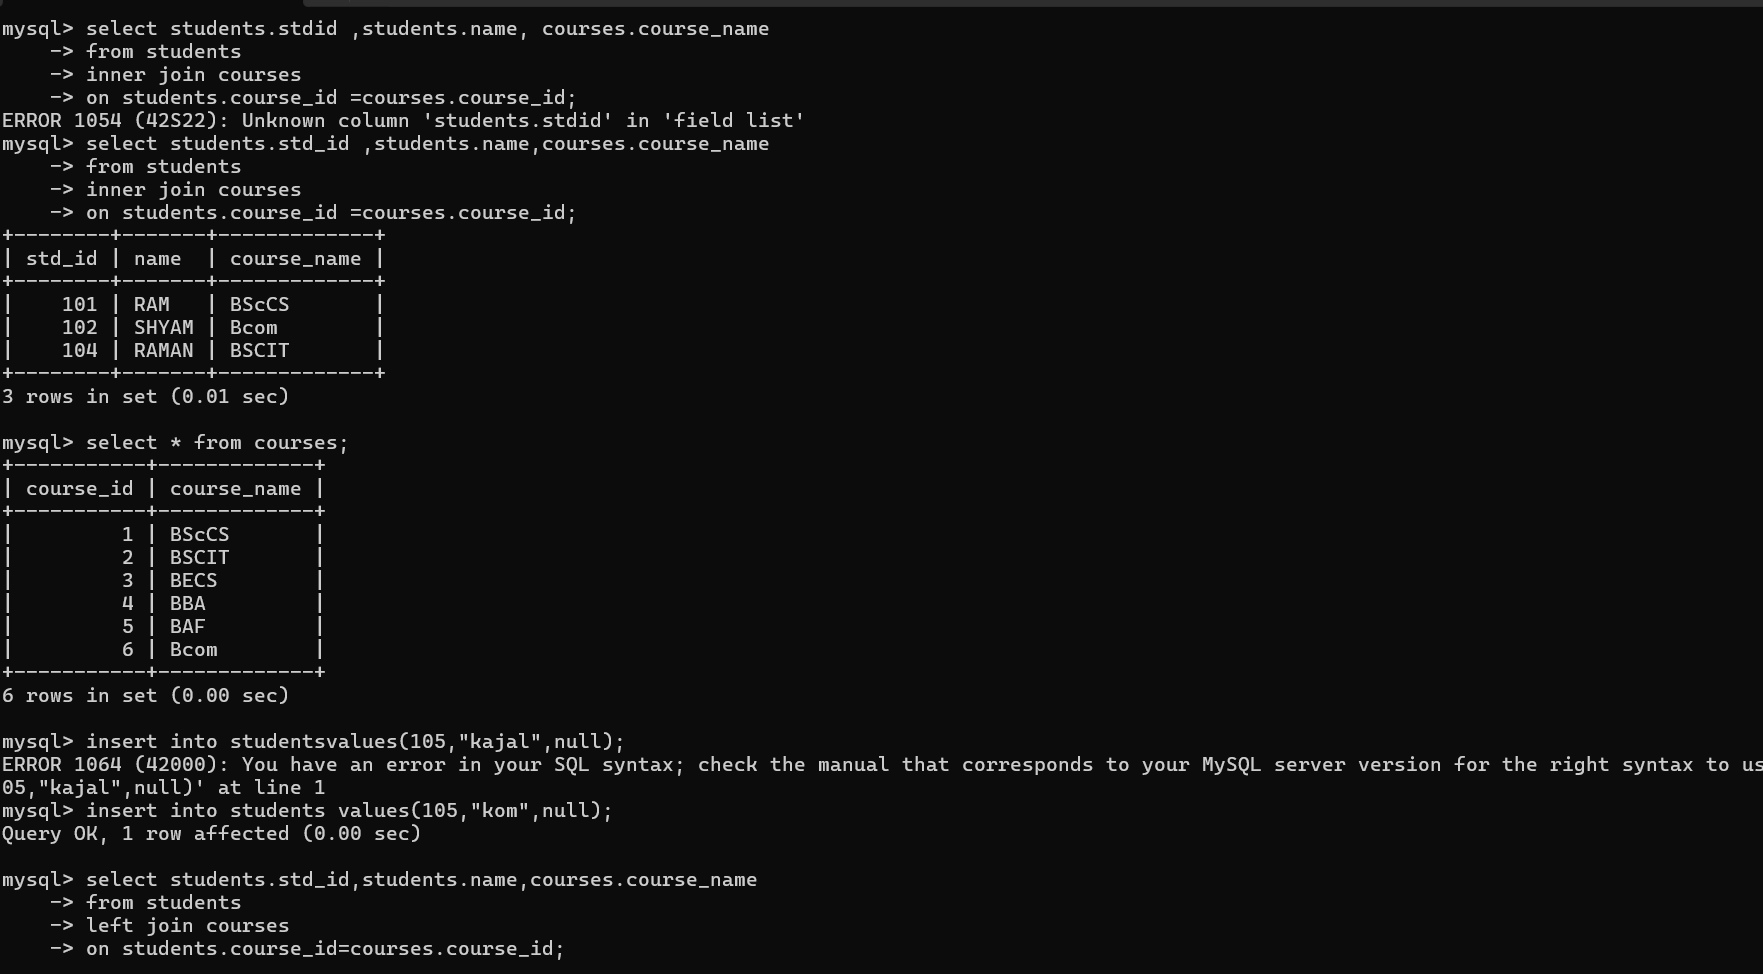 mysql> select students.stdid ,students.name, courses.course_name
    -> from students
    -> inner join courses
    -> on students.course_id =courses.course_id;
ERROR 1054 (42S22): Unknown column 'students.stdid' in 'field list'
mysql> select students.std_id ,students.name,courses.course_name
    -> from students
    -> inner join courses
    -> on students.course_id =courses.course_id;
+--------+-------+-------------+
| std_id | name  | course_name |
+--------+-------+-------------+
|    101 | RAM   | BScCS       |
|    102 | SHYAM | Bcom        |
|    104 | RAMAN | BSCIT       |
+--------+-------+-------------+
3 rows in set (0.01 sec)

mysql> select * from courses;
+-----------+-------------+
| course_id | course_name |
+-----------+-------------+
|         1 | BScCS       |
|         2 | BSCIT       |
|         3 | BECS        |
|         4 | BBA         |
|         5 | BAF         |
|         6 | Bcom        |
+-----------+-------------+
6 rows in set (0.00 sec)

mysql> insert into studentsvalues(105,"kajal",null);
ERROR 1064 (42000): You have an error in your SQL syntax; check the manual that corresponds to your MySQL server version for the right syntax to us
05,"kajal",null)' at line 1
mysql> insert into students values(105,"kom",null);
Query OK, 1 row affected (0.00 sec)

mysql> select students.std_id,students.name,courses.course_name
    -> from students
    -> left join courses
    -> on students.course_id=courses.course_id;